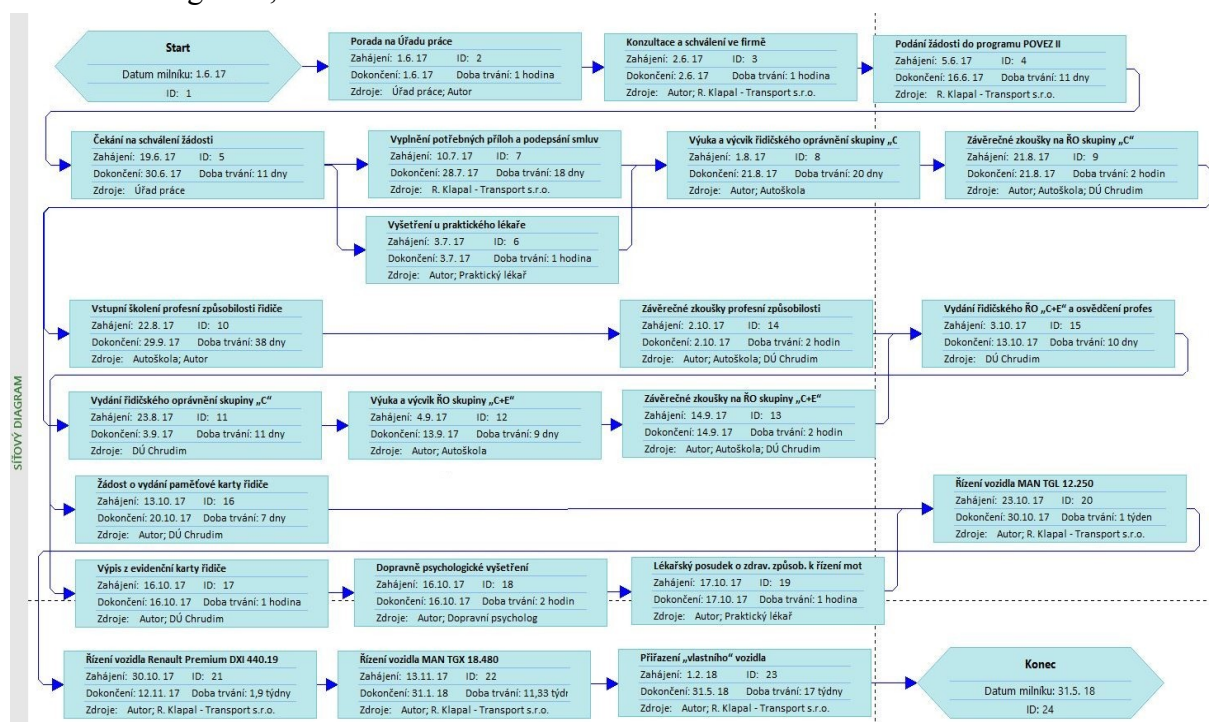 Start
Datum milníku: 1.6. 17
ID: 1
Porada na Úřadu práce
Zahájení: 1.6. 17 ID: 2
Dokončení: 1.6. 17 Doba trvání: 1 hodina
Zdroje: Úřad práce; Autor
Konzultace a schválení ve firmě
Zahájení: 2.6. 17 ID: 3
Dokončení: 2.6. 17 Doba trvání: 1 hodina
Zdroje: Autor; R. Klapal - Transport s.r.o.
Podání žádosti do programu POVEZ II
Zahájení: 5.6. 17 ID: 4
Dokončení: 16.6. 17 Doba trvání: 11 dny
Zdroje: R. Klapal - Transport s.r.o.
Čekání na schválení žádosti
Zahájení: 19.6. 17 ID: 5
Dokončení: 30.6. 17 Doba trvání: 11 dny
Zdroje: Úřad práce
Vyplnění potřebných příloh a podepsání smluv
Zahájení: 10.7. 17 ID: 7
Dokončení: 28.7. 17 Doba trvání: 18 dny
Zdroje: R. Klapal - Transport s.r.o.
Výuka a výcvik řidičského oprávnění skupiny „C
Zahájení: 1.8. 17 ID: 8
Dokončení: 21.8. 17 Doba trvání: 20 dny
Zdroje: Autor; Autoškola
Závěrečné zkoušky na ŘO skupiny „C“
Zahájení: 21.8. 17 ID: 9
Dokončení: 21.8. 17 Doba trvání: 2 hodin
Zdroje: Autor; Autoškola; DÚ Chrudim
Vyšetření u praktického lékaře
Zahájení: 3.7. 17 ID: 6
Dokončení: 3.7. 17 Doba trvání: 1 hodina
Zdroje: Autor; Praktický lékař
Vstupní školení profesní způsobilosti řidiče
Zahájení: 22.8. 17 ID: 10
Dokončení: 29.9. 17 Doba trvání: 38 dny
Zdroje: Autoškola; Autor
Závěrečné zkoušky profesní způsobilosti
Zahájení: 2.10. 17 ID: 14
Dokončení: 2.10. 17 Doba trvání: 2 hodin
Zdroje: Autor; Autoškola; DÚ Chrudim
Vydání řidičského ŘO „C+E“ a osvědčení profes
Zahájení: 3.10. 17 ID: 15
Dokončení: 13.10. 17 Doba trvání: 10 dny
Zdroje: DÚ Chrudim
Vydání řidičského oprávnění skupiny „C“
Zahájení: 23.8. 17 ID: 11
Dokončení: 3.9. 17 Doba trvání: 11 dny
Zdroje: DÚ Chrudim
Výuka a výcvik ŘO skupiny „C+E“
Zahájení: 4.9. 17 ID: 12
Dokončení: 13.9. 17 Doba trvání: 9 dny
Zdroje: Autor; Autoškola
Závěrečné zkoušky na ŘO skupiny „C+E“
Zahájení: 14.9. 17 ID: 13
Dokončení: 14.9. 17 Doba trvání: 2 hodin
Zdroje: Autor; Autoškola; DÚ Chrudim
SÍŤOVÝ DIAGRAM
Žádost o vydání paměťové karty řidiče
Zahájení: 13.10. 17 ID: 16
Dokončení: 20.10. 17 Doba trvání: 7 dny
Zdroje: Autor; DÚ Chrudim
Řízení vozidla MAN TGL 12.250
Zahájení: 23.10. 17 ID: 20
Dokončení: 30.10. 17 Doba trvání: 1 týden
Zdroje: Autor; R. Klapal - Transport s.r.o.
Výpis z evidenční karty řidiče
Zahájení: 16.10. 17 ID: 17
Dokončení: 16.10. 17 Doba trvání: 1 hodina
Zdroje: Autor; DÚ Chrudim
Dopravně psychologické vyšetření
Zahájení: 16.10. 17 ID: 18
Dokončení: 16.10. 17 Doba trvání: 2 hodin
Zdroje: Autor; Dopravní psycholog
Lékařský posudek o zdrav. způsob. k řízení mot
Zahájení: 17.10. 17 ID: 19
Dokončení: 17.10. 17 Doba trvání: 1 hodina
Zdroje: Autor; Praktický lékař
Řízení vozidla Renault Premium DXI 440.19
Zahájení: 30.10. 17 ID: 21
Dokončení: 12.11. 17 Doba trvání: 1,9 týdny
Zdroje: Autor; R. Klapal - Transport s.r.o.
Řízení vozidla MAN TGX 18.480
Zahájení: 13.11. 17 ID: 22
Dokončení: 31.1. 18 Doba trvání: 11,33 týdr
Zdroje: Autor; R. Klapal - Transport s.r.o.
Přiřazení „vlastního“ vozidla
Zahájení: 1.2. 18 ID: 23
Dokončení: 31.5. 18 Doba trvání: 17 týdny
Zdroje: Autor; R. Klapal - Transport s.r.o.
Konec
Datum milníku: 31.5. 18
ID: 24